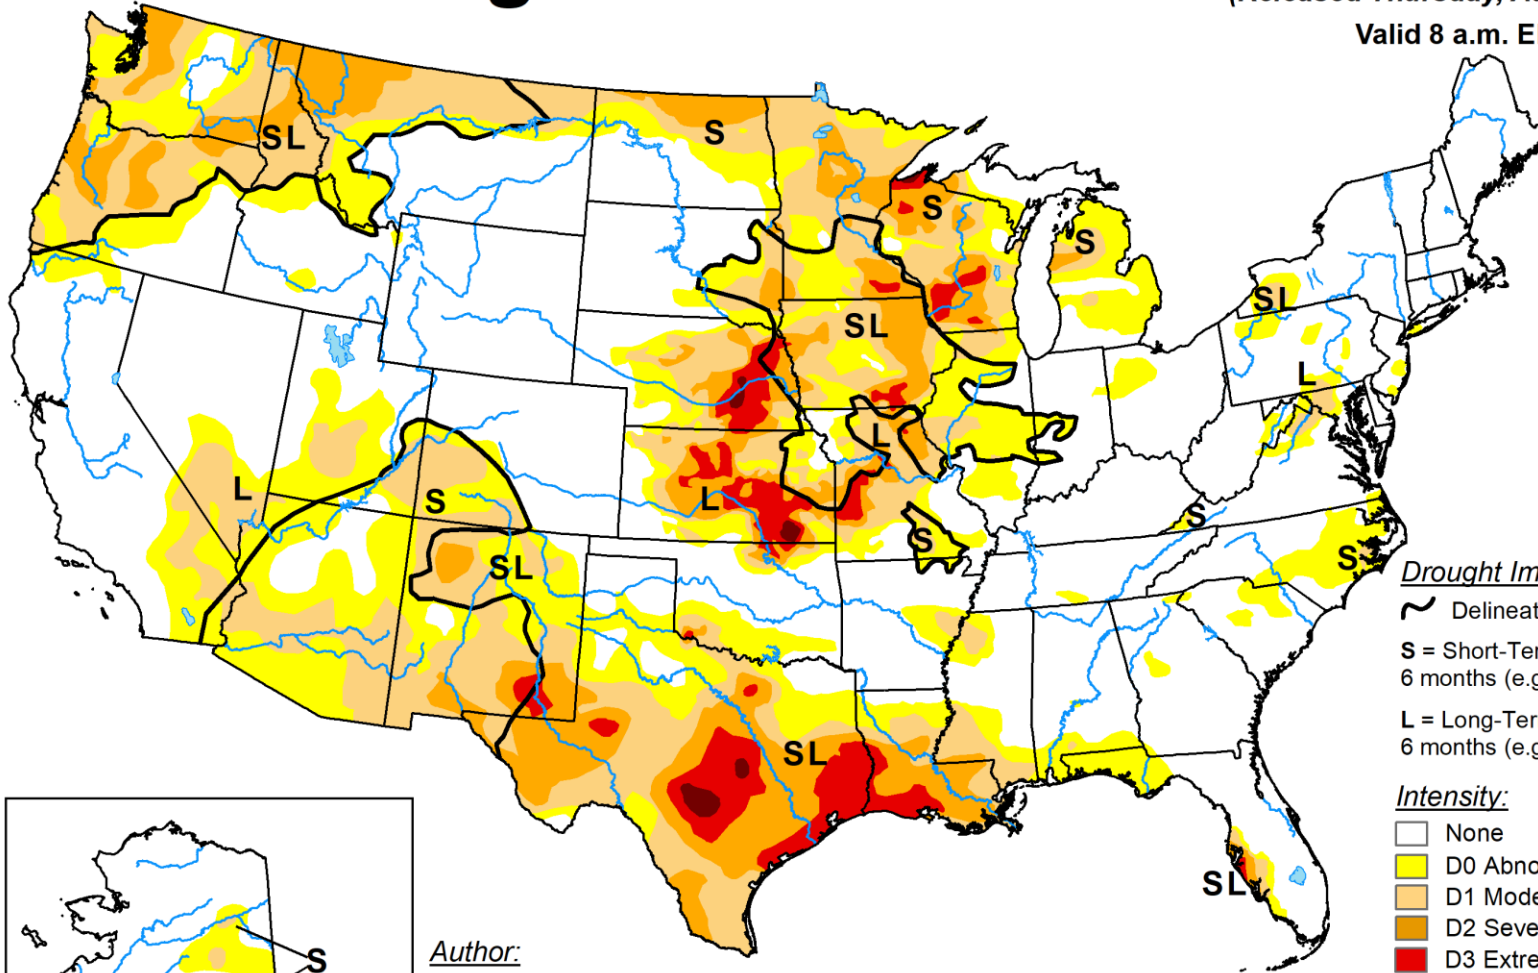 Valid 8 a.m. E
SL
S
S
S
SL
SL
L
L
L
S
L
S
S
SL
S
SL
SL
S
Drought Im
Delineat
S = Short-Ter
6 months (e.g
L = Long-Ter
6 months (e.g
Intensity:
None
D0 Abno
D1 Mode
D2 Seve
D3 Extre
Author: